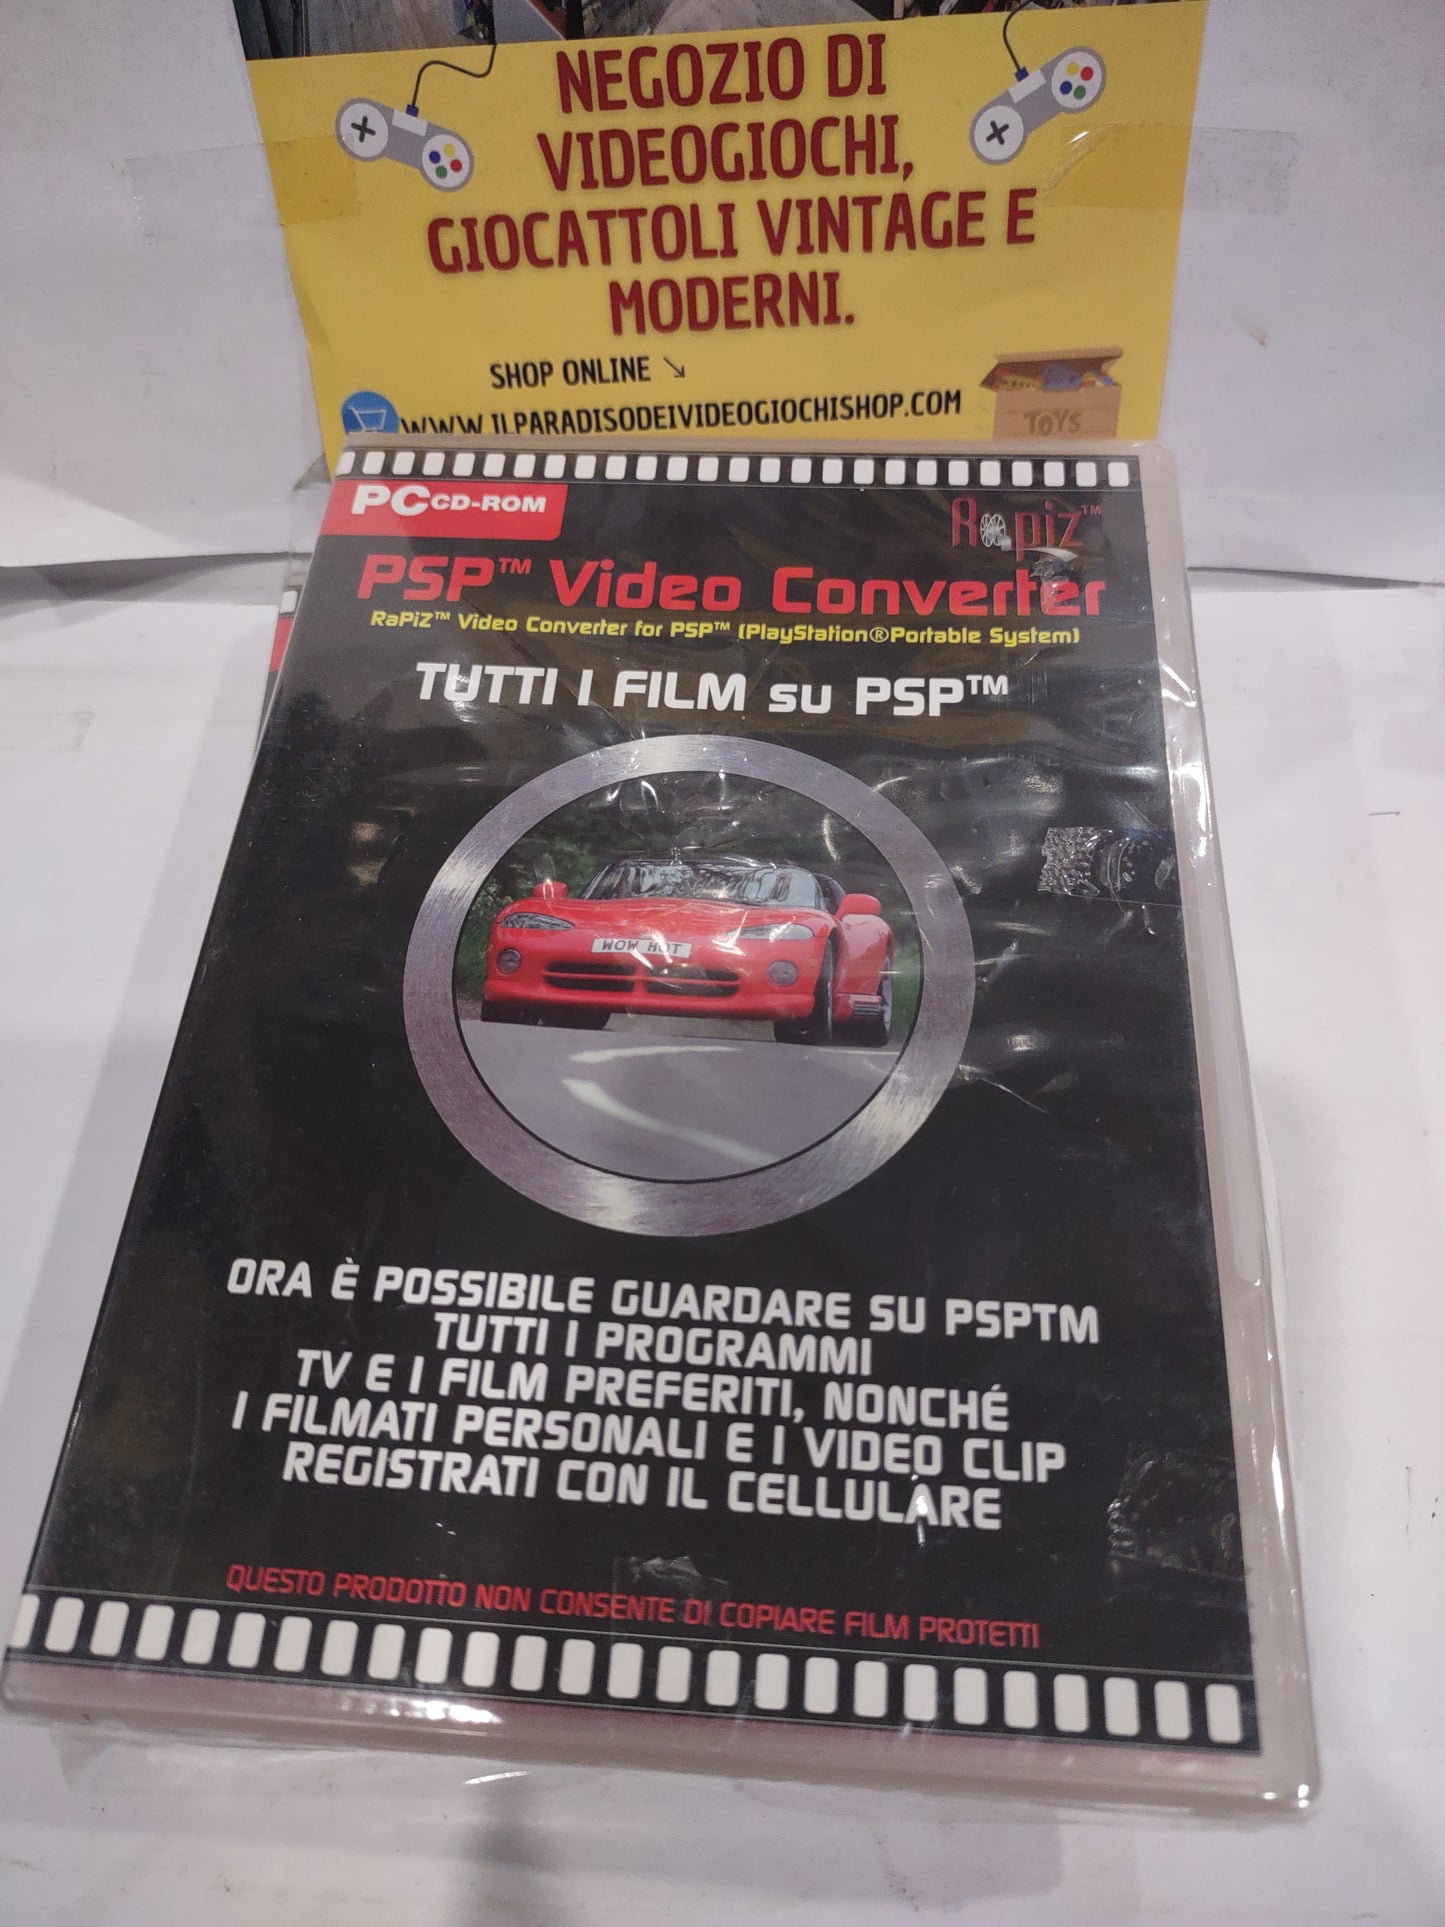 NEGOZIO DI
VIDEOGIOCHI,
GIOCATTOLI VINTAGE E
MODERNI.
SHOP ONLINE ↘
WWW.ILPARADISODEIVIDEOGIOCHISHOP.COM
TOYS
PC CD-ROM
RapiZ™
PSP™ Video Converter
RaPiZ™ Video Converter for PSP™ (PlayStation®Portable System)
TUTTI I FILM su PSP™
WOW HOT
ORA È POSSIBILE GUARDARE SU PSPTM
TUTTI I PROGRAMMI
TV E I FILM PREFERITI, NONCHÉ
I FILMATI PERSONALI E I VIDEO CLIP
REGISTRATI CON IL CELLULARE
QUESTO PRODOTTO NON CONSENTE DI COPIARE FILM PROTETTI